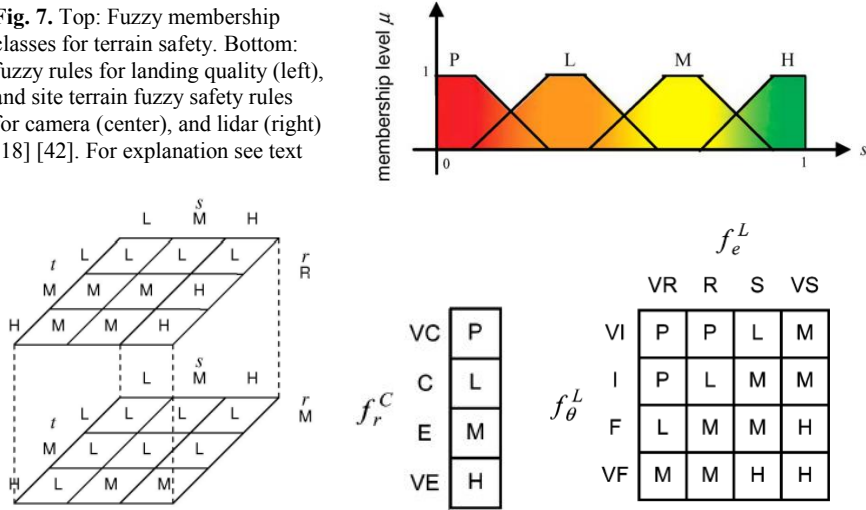 Fig. 7. Top: Fuzzy membership
classes for terrain safety. Bottom:
fuzzy rules for landing quality (left),
and site terrain fuzzy safety rules
for camera (center), and lidar (right)
[18] [42]. For explanation see text
membership level μ
P L M H
1
0 1 s
s
L M H
t L L L L r
R
M M M H
H M M H
s
L M H
t L L L L r
M
M L L L
H L M M
f_r^C
VC P
C L
E M
VE H
f_e^L
VR R S VS
f_θ^L
VI P P L M
I P L M M
F L M M H
VF M M H H